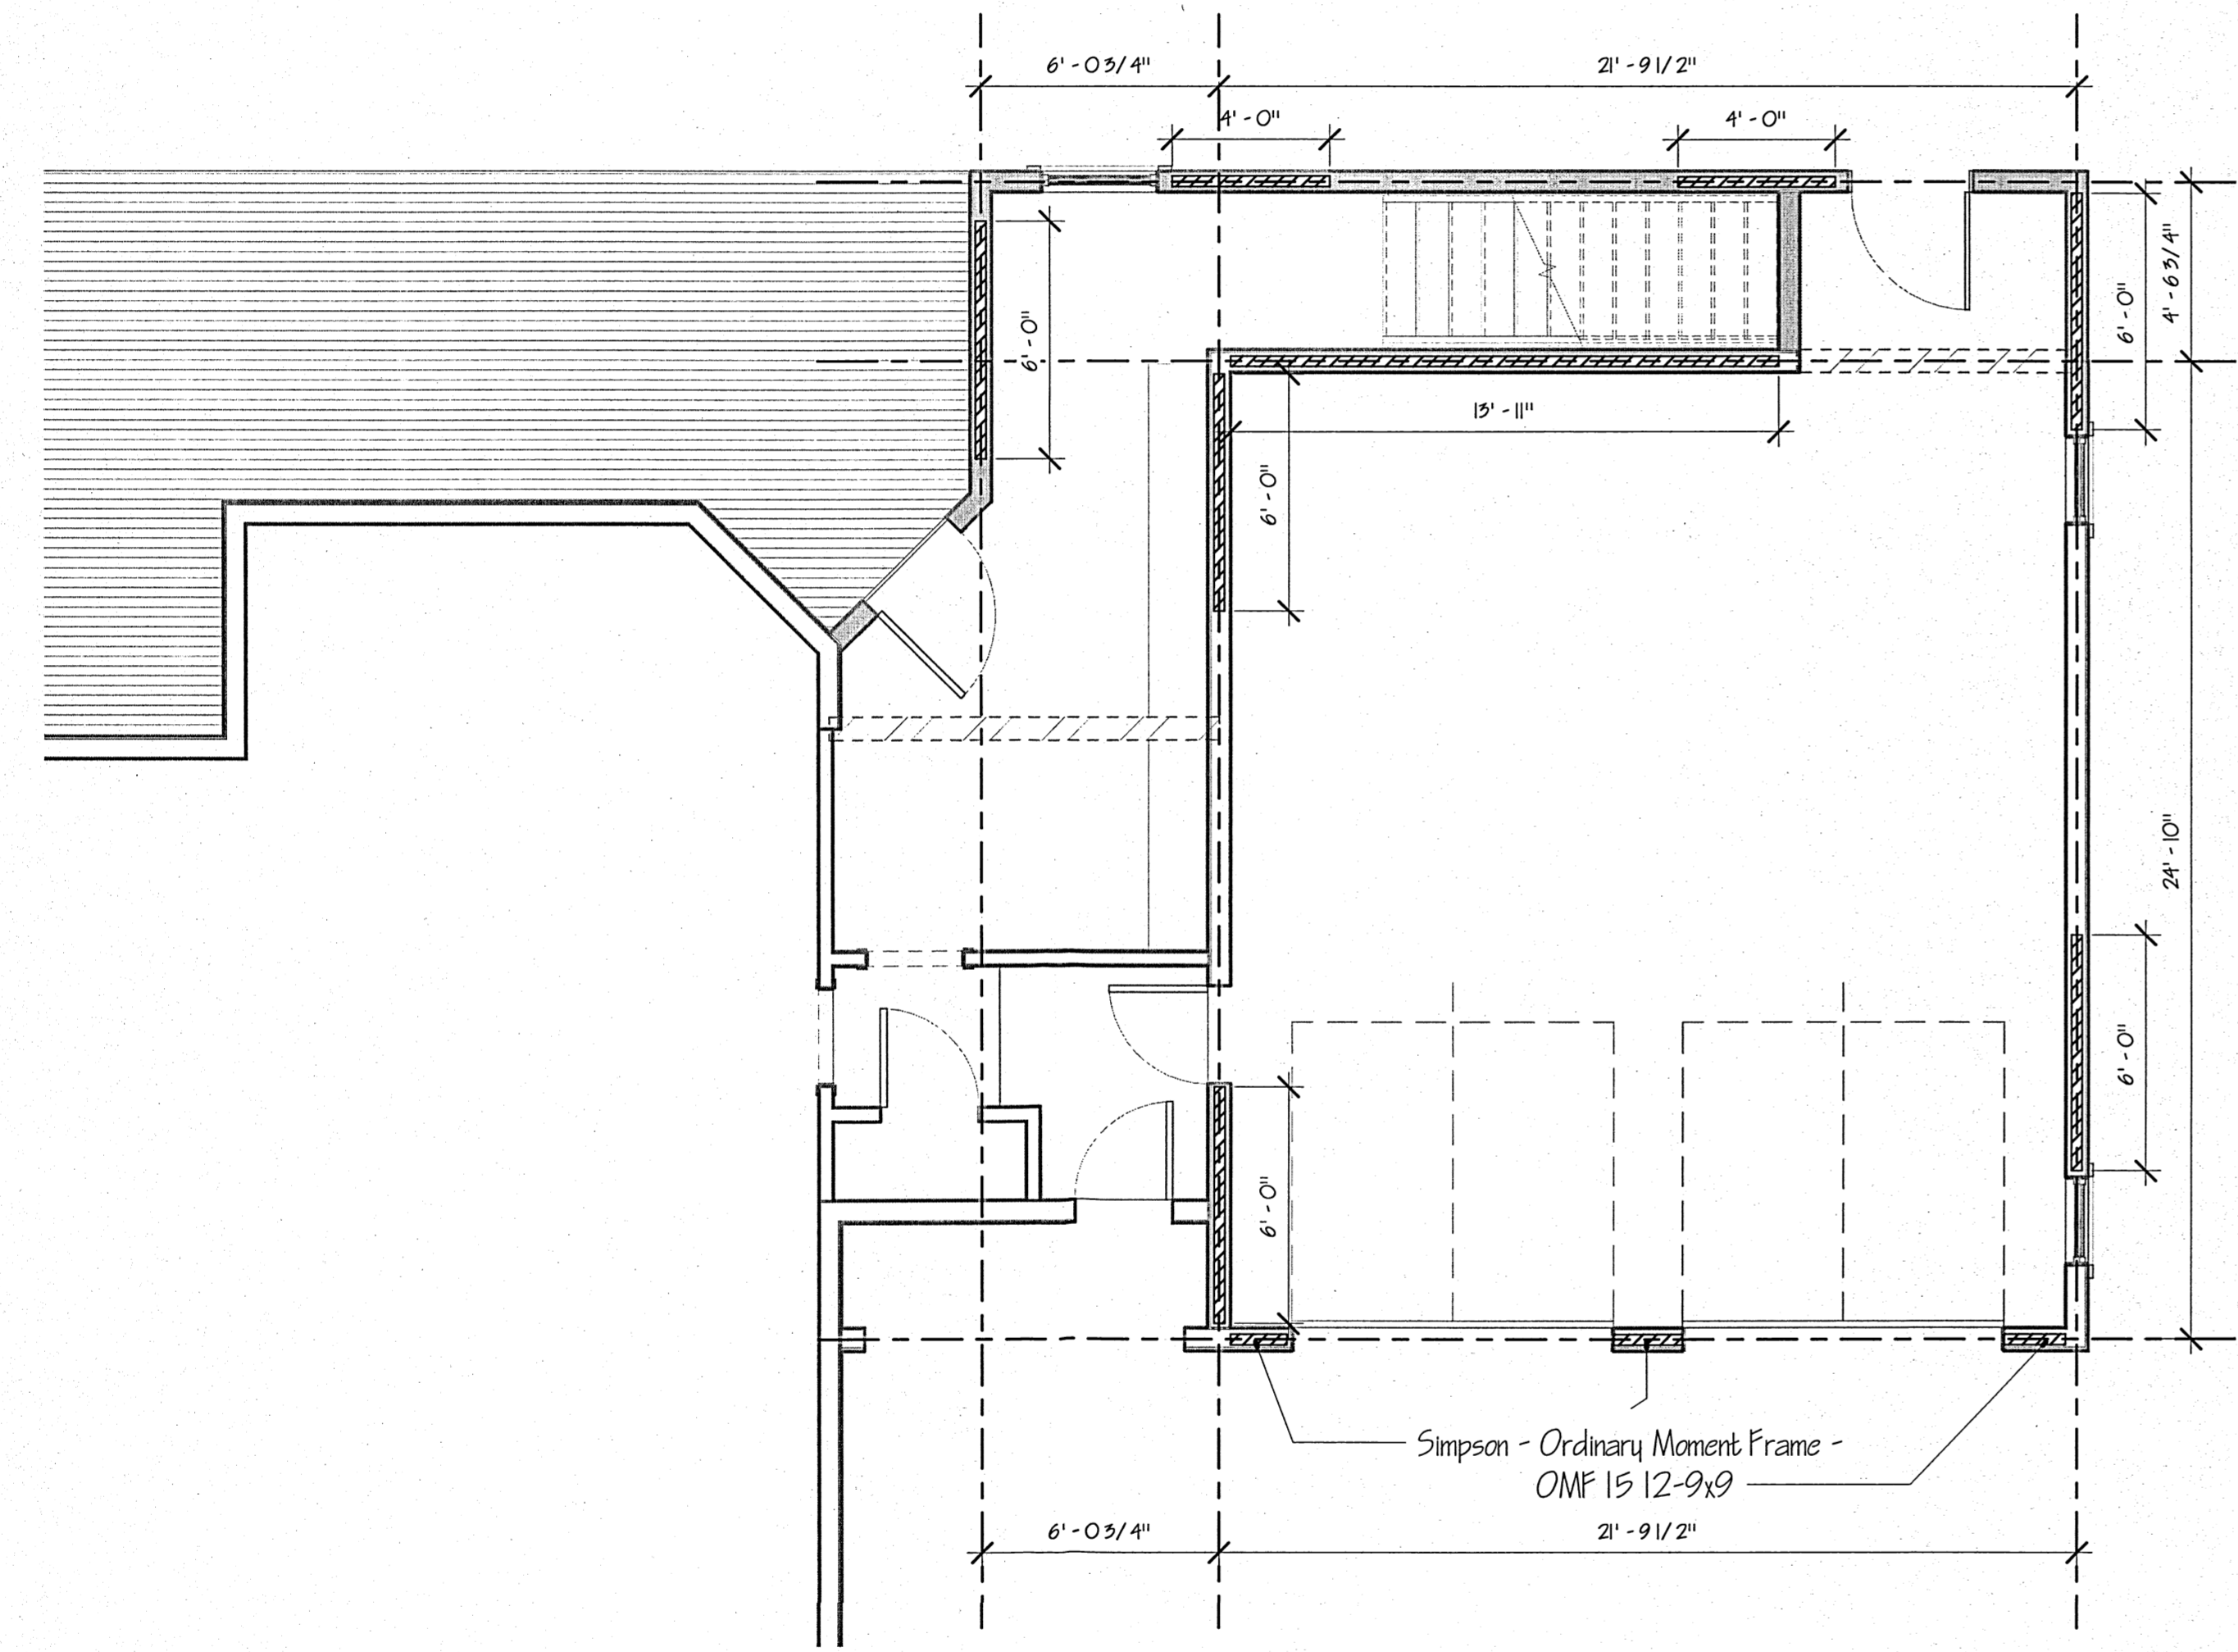 6' - 0 3/4"
21' - 9 1/2"
4' - 0"
4' - 0"
6' - 0"
6' - 0"
4' - 6 3/4"
13' - 11"
6' - 0"
24' - 10"
6' - 0"
6' - 0"
Simpson - Ordinary Moment Frame -
OMF 15 12-9x9
6' - 0 3/4"
21' - 9 1/2"